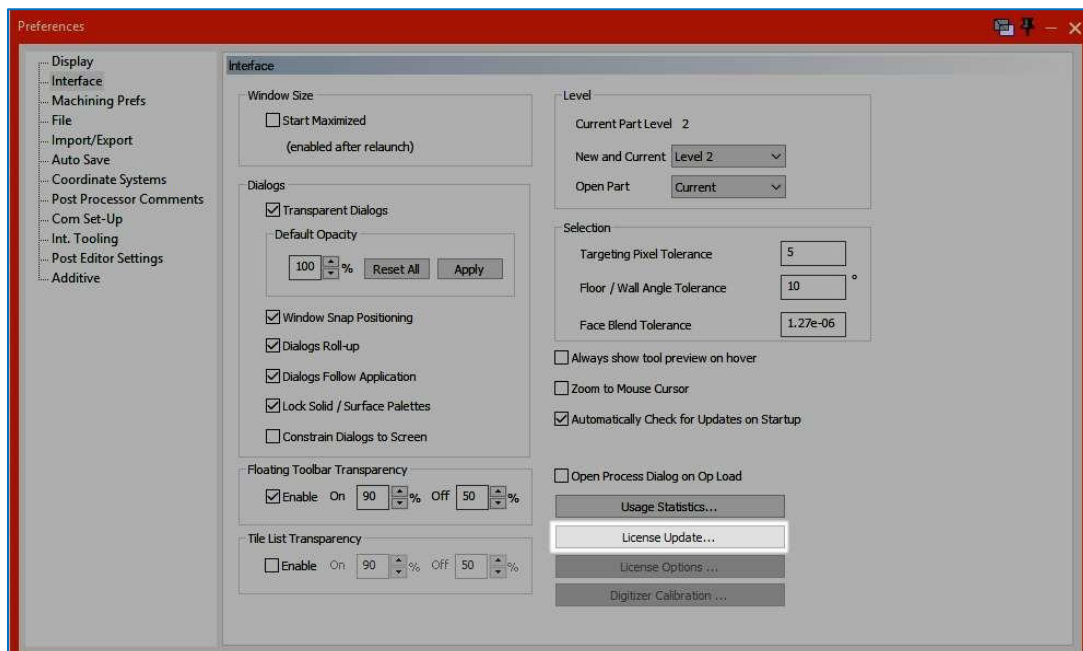 Preferences
Display
Interface
Machining Prefs
File
Import/Export
Auto Save
Coordinate Systems
Post Processor Comments
Com Set-Up
Int. Tooling
Post Editor Settings
Additive
Interface
Window Size
Start Maximized
(enabled after relaunch)
Dialogs
Transparent Dialogs
Default Opacity
100 % Reset All Apply
Window Snap Positioning
Dialogs Roll-up
Dialogs Follow Application
Lock Solid / Surface Palettes
Constrain Dialogs to Screen
Floating Toolbar Transparency
Enable On 90 % Off 50 %
Tile List Transparency
Enable On 90 % Off 50 %
Level
Current Part Level 2
New and Current Level 2
Open Part Current
Selection
Targeting Pixel Tolerance 5
Floor / Wall Angle Tolerance 10 °
Face Blend Tolerance 1.27e-06
Always show tool preview on hover
Zoom to Mouse Cursor
Automatically Check for Updates on Startup
Open Process Dialog on Op Load
Usage Statistics...
License Update...
License Options ...
Digitizer Calibration ...